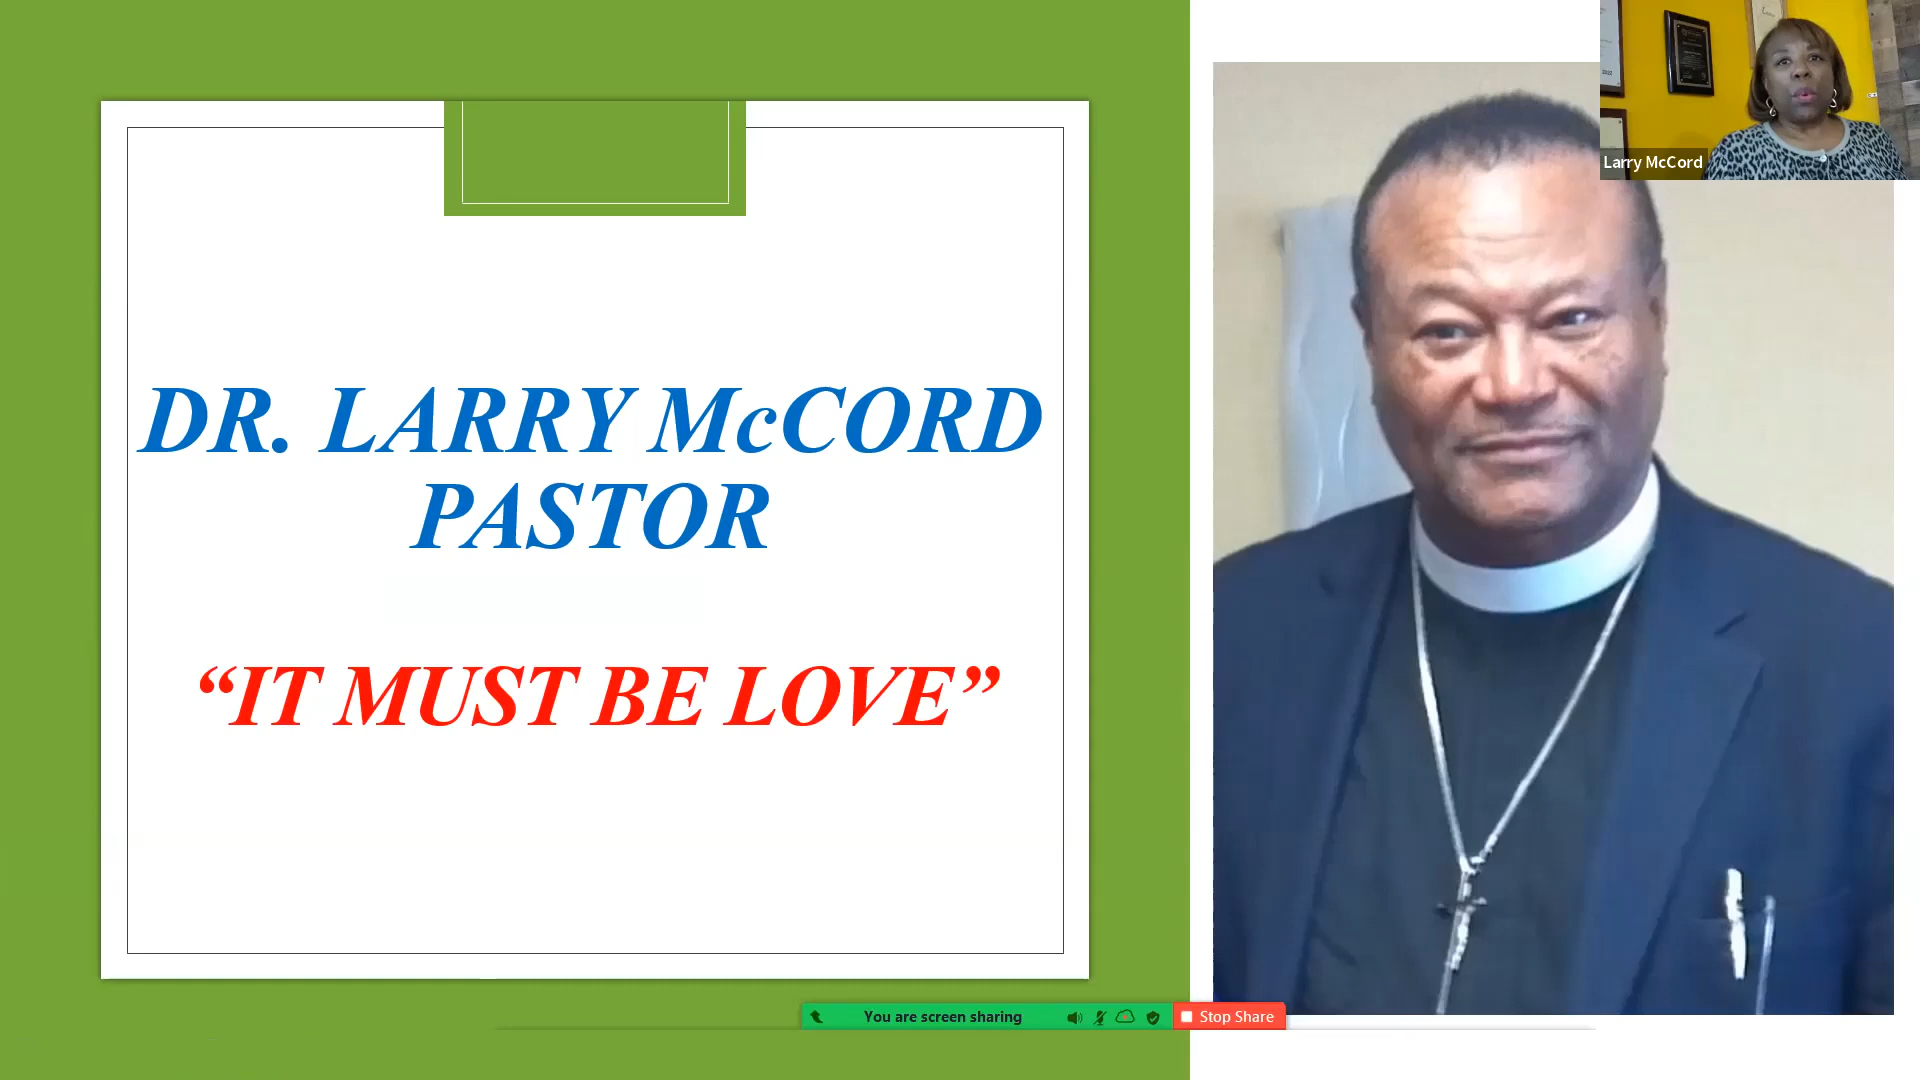 DR. LARRY McCORD
PASTOR
“IT MUST BE LOVE”
Larry McCord
You are screen sharing
Stop Share